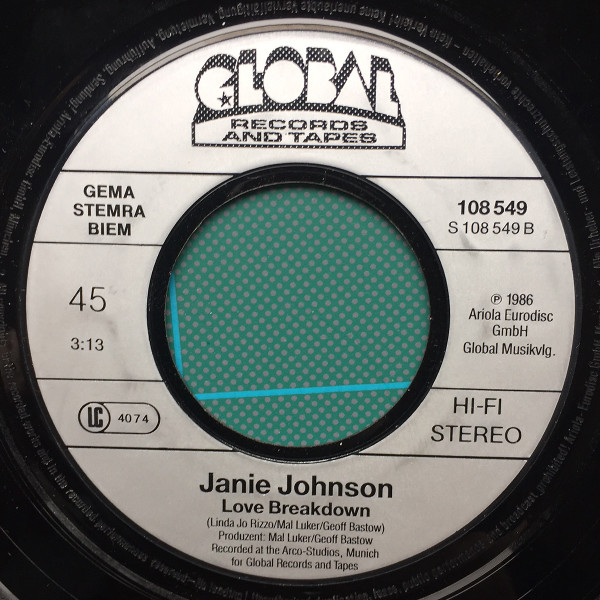 GLOBAL
RECORDS
AND TAPES
GEMA
STEMRA
BIEM
108 549
S 108 549 B
45
3:13
℗ 1986
Ariola Eurodisc
GmbH
Global Musikvlg.
LC 4074
HI-FI
STEREO
Janie Johnson
Love Breakdown
(Linda Jo Rizzo/Mal Luker/Geoff Bastow)
Produzent: Mal Luker/Geoff Bastow
Recorded at the Arco-Studios, Munich
for Global Records and Tapes